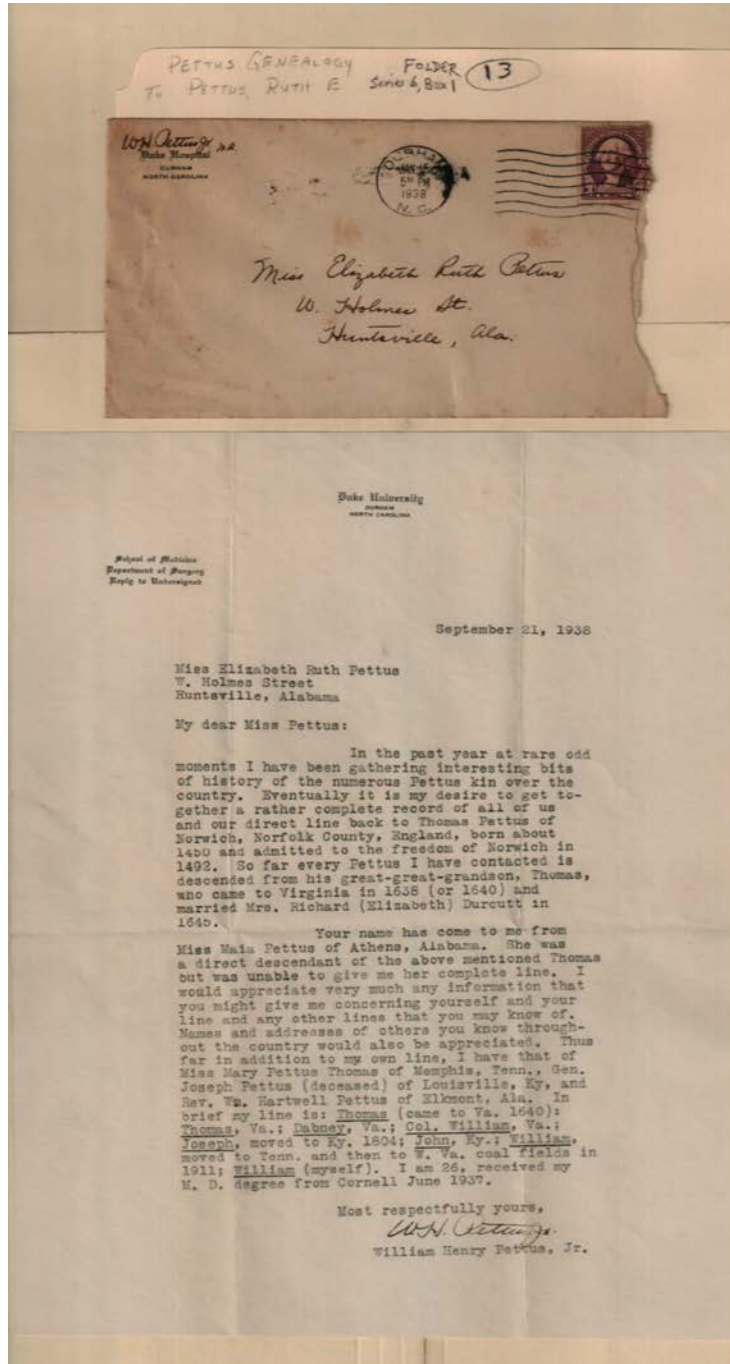 PETTUS GENEALOGY
TO PETTUS, RUTH E
FOLDER 13
Series 6, Box 1
W H Pettus Jr M.D.
Duke Hospital
DURHAM
NORTH CAROLINA
DURHAM
5 PM
1938
N. C.
Miss Elizabeth Ruth Pettus
W. Holmes St.
Huntsville, Ala.
Duke University
DURHAM
NORTH CAROLINA
School of Medicine
Department of Surgery
Reply to Undersigned
September 21, 1938
Miss Elizabeth Ruth Pettus
W. Holmes Street
Huntsville, Alabama
My dear Miss Pettus:
In the past year at rare odd
moments I have been gathering interesting bits
of history of the numerous Pettus kin over the
country. Eventually it is my desire to get to-
gether a rather complete record of all of us
and our direct line back to Thomas Pettus of
Norwich, Norfolk County, England, born about
1450 and admitted to the freedom of Norwich in
1492. So far every Pettus I have contacted is
descended from his great-great-grandson, Thomas,
who came to Virginia in 1638 (or 1640) and
married Mrs. Richard (Elizabeth) Durcutt in
1645.
Your name has come to me from
Miss Maia Pettus of Athens, Alabama. She was
a direct descendant of the above mentioned Thomas
but was unable to give me her complete line. I
would appreciate very much any information that
you might give me concerning yourself and your
line and any other lines that you may know of.
Names and addresses of others you know through-
out the country would also be appreciated. Thus
far in addition to my own line, I have that of
Miss Mary Pettus Thomas of Memphis, Tenn., Gen.
Joseph Pettus (deceased) of Louisville, Ky, and
Rev. Wm. Hartwell Pettus of Elkmont, Ala. In
brief my line is: Thomas (came to Va. 1640):
Thomas, Va.; Dabney, Va.; Col. William, Va.;
Joseph, moved to Ky. 1804; John, Ky.; William,
moved to Tenn. and then to W. Va. coal fields in
1911; William (myself). I am 26, received my
M. D. degree from Cornell June 1937.
Most respectfully yours,
W.H. Pettus Jr.
William Henry Pettus, Jr.